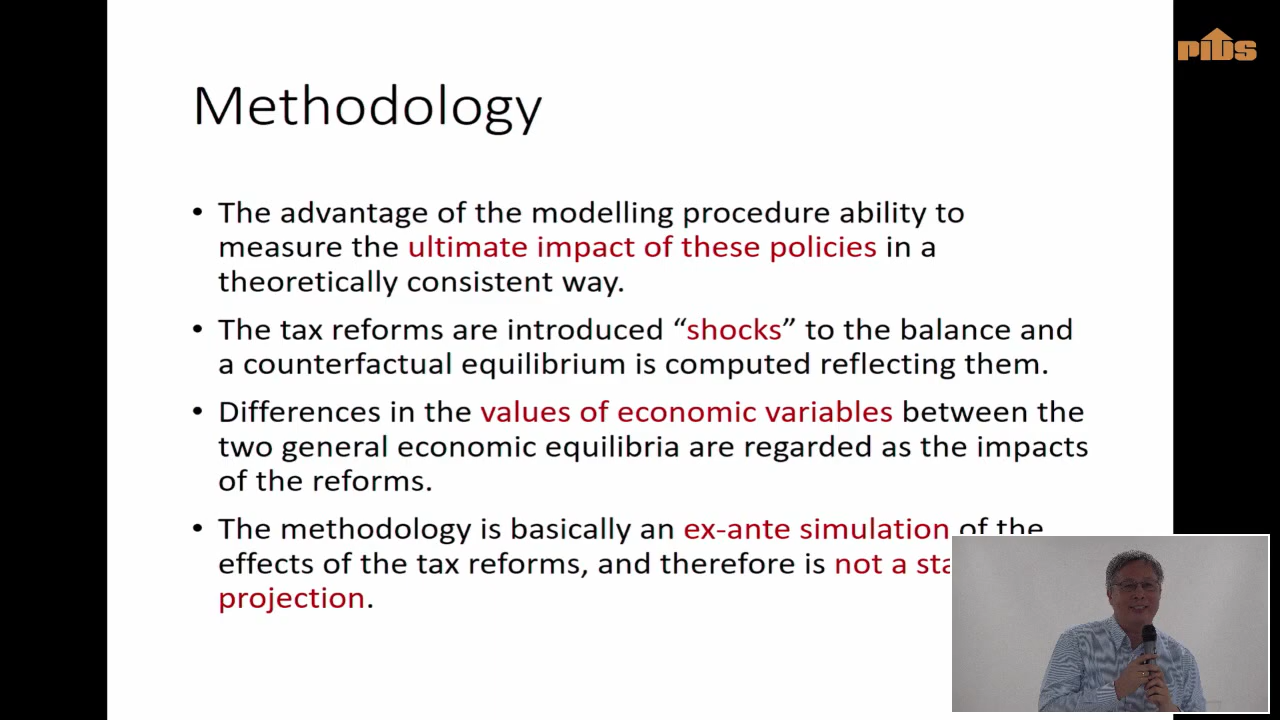 PIDS
Methodology
• The advantage of the modelling procedure ability to
measure the ultimate impact of these policies in a
theoretically consistent way.
• The tax reforms are introduced “shocks” to the balance and
a counterfactual equilibrium is computed reflecting them.
• Differences in the values of economic variables between the
two general economic equilibria are regarded as the impacts
of the reforms.
• The methodology is basically an ex-ante simulation of the
effects of the tax reforms, and therefore is not a
projection.